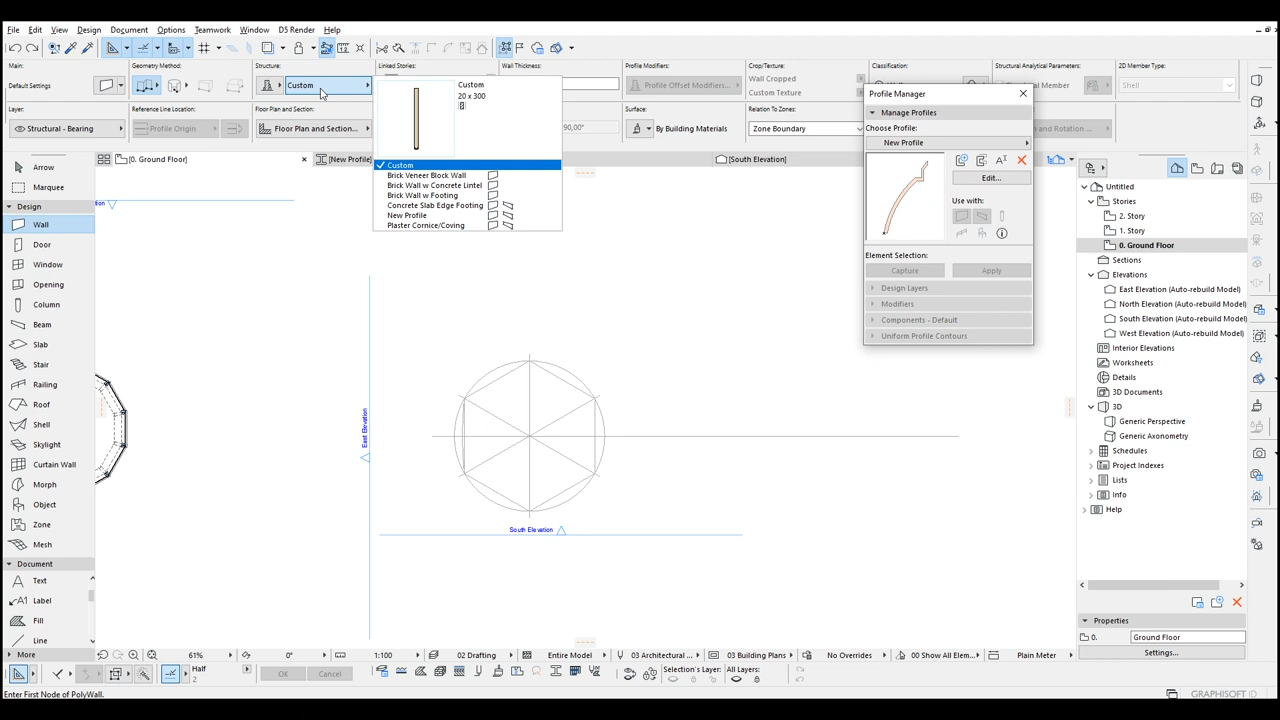 File Edit View Design Document Options Teamwork D5 Render Window Help
Main: Geometry Method: Structure: Linked Stories: Wall Thickness: Profile Modifiers: Crop/Texture: Classification: Structural Analytical Parameters: 2D Member Type:
Default Settings Custom Profile Offset Modifiers... Wall Cropped Custom Texture Shell
Layer: Reference Line Location: Floor Plan and Section: Surface: Relation To Zones:
Structural - Bearing Profile Origin Floor Plan and Section... 90,00° By Building Materials Zone Boundary
Custom
20 x 300
Custom
Brick Veneer Block Wall
Brick Wall w Concrete Lintel
Brick Wall w Footing
Concrete Slab Edge Footing
New Profile
Plaster Cornice/Coving
[0. Ground Floor] [New Profile] [South Elevation]
Profile Manager
Manage Profiles
Choose Profile:
New Profile
Edit...
Use with:
Element Selection:
Capture Apply
Design Layers
Modifiers
Components - Default
Uniform Profile Contours
Arrow
Marquee
Design
Wall
Door
Window
Opening
Column
Beam
Slab
Stair
Railing
Roof
Shell
Skylight
Curtain Wall
Morph
Object
Zone
Mesh
Document
Text
Label
Fill
Line
More
East Elevation
South Elevation
Untitled
Stories
2. Story
1. Story
0. Ground Floor
Sections
Elevations
East Elevation (Auto-rebuild Model)
North Elevation (Auto-rebuild Model)
South Elevation (Auto-rebuild Model)
West Elevation (Auto-rebuild Model)
Interior Elevations
Worksheets
Details
3D Documents
3D
Generic Perspective
Generic Axonometry
Schedules
Project Indexes
Lists
Info
Help
Properties
0. Ground Floor
Settings...
61% 0° 1:100 02 Drafting Entire Model 03 Architectural ... 03 Building Plans No Overrides 00 Show All Elem... Plain Meter
Half
2
OK Cancel
Selection's Layer: All Layers:
Enter First Node of PolyWall.
GRAPHISOFT ID